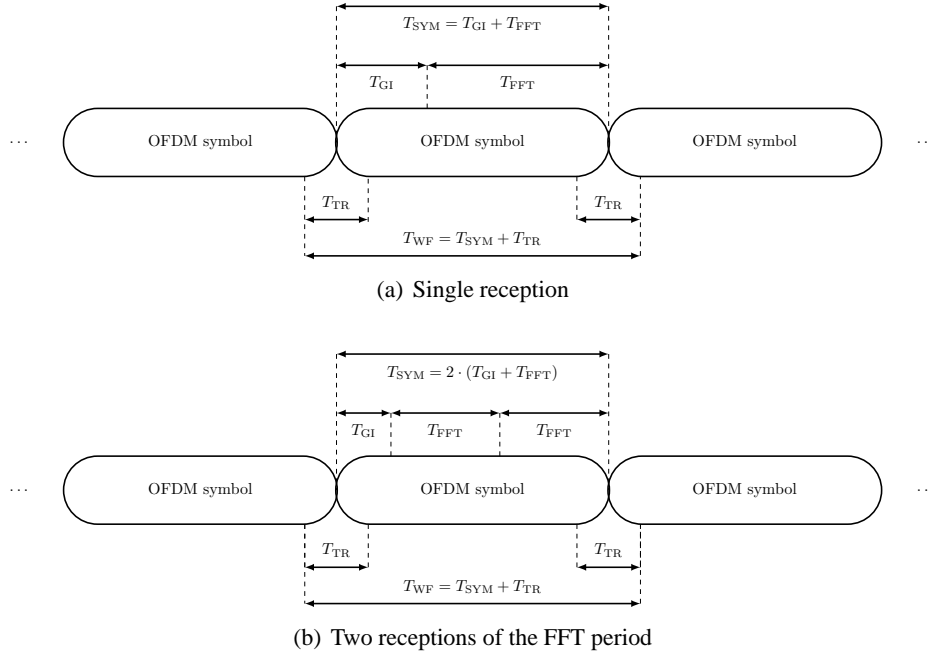 T_SYM = T_GI + T_FFT
T_GI T_FFT
... OFDM symbol OFDM symbol OFDM symbol ...
T_TR T_TR
T_WF = T_SYM + T_TR
(a) Single reception
T_SYM = 2 · (T_GI + T_FFT)
T_GI T_FFT T_FFT
... OFDM symbol OFDM symbol OFDM symbol ...
T_TR T_TR
T_WF = T_SYM + T_TR
(b) Two receptions of the FFT period